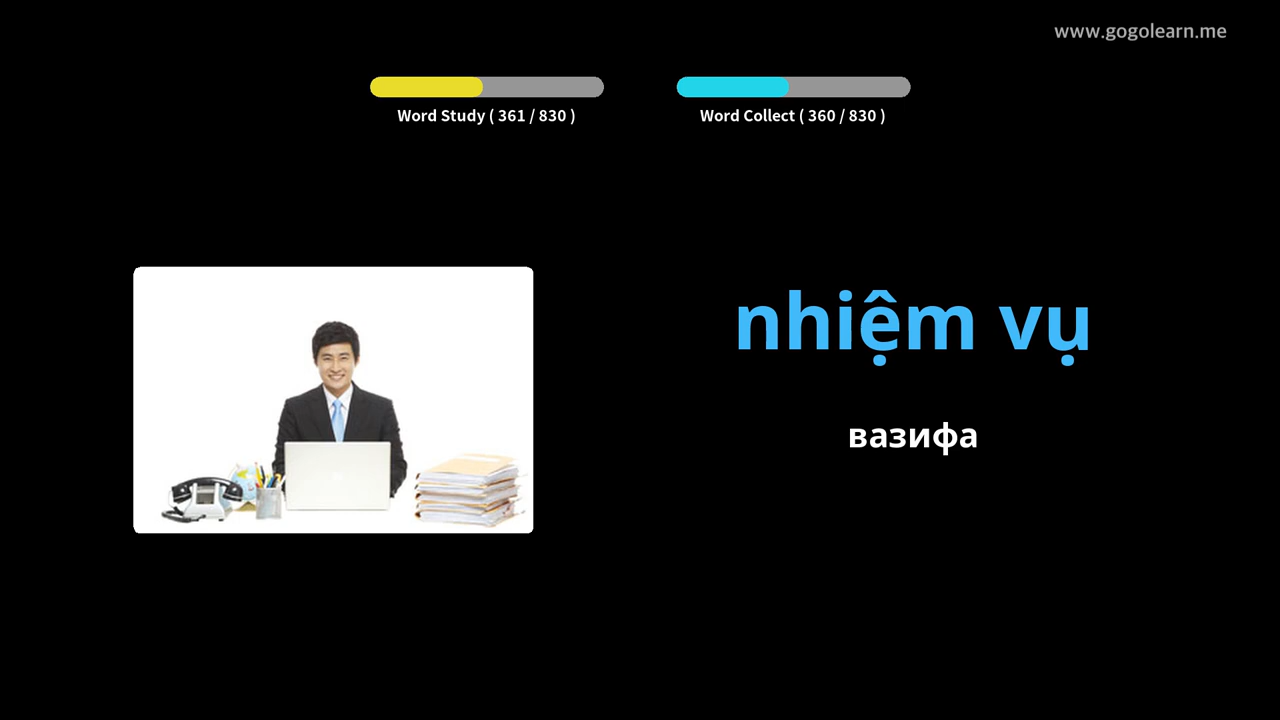 www.gogolearn.me
Word Study ( 361 / 830 )
Word Collect ( 360 / 830 )
nhiệm vụ
вазифа